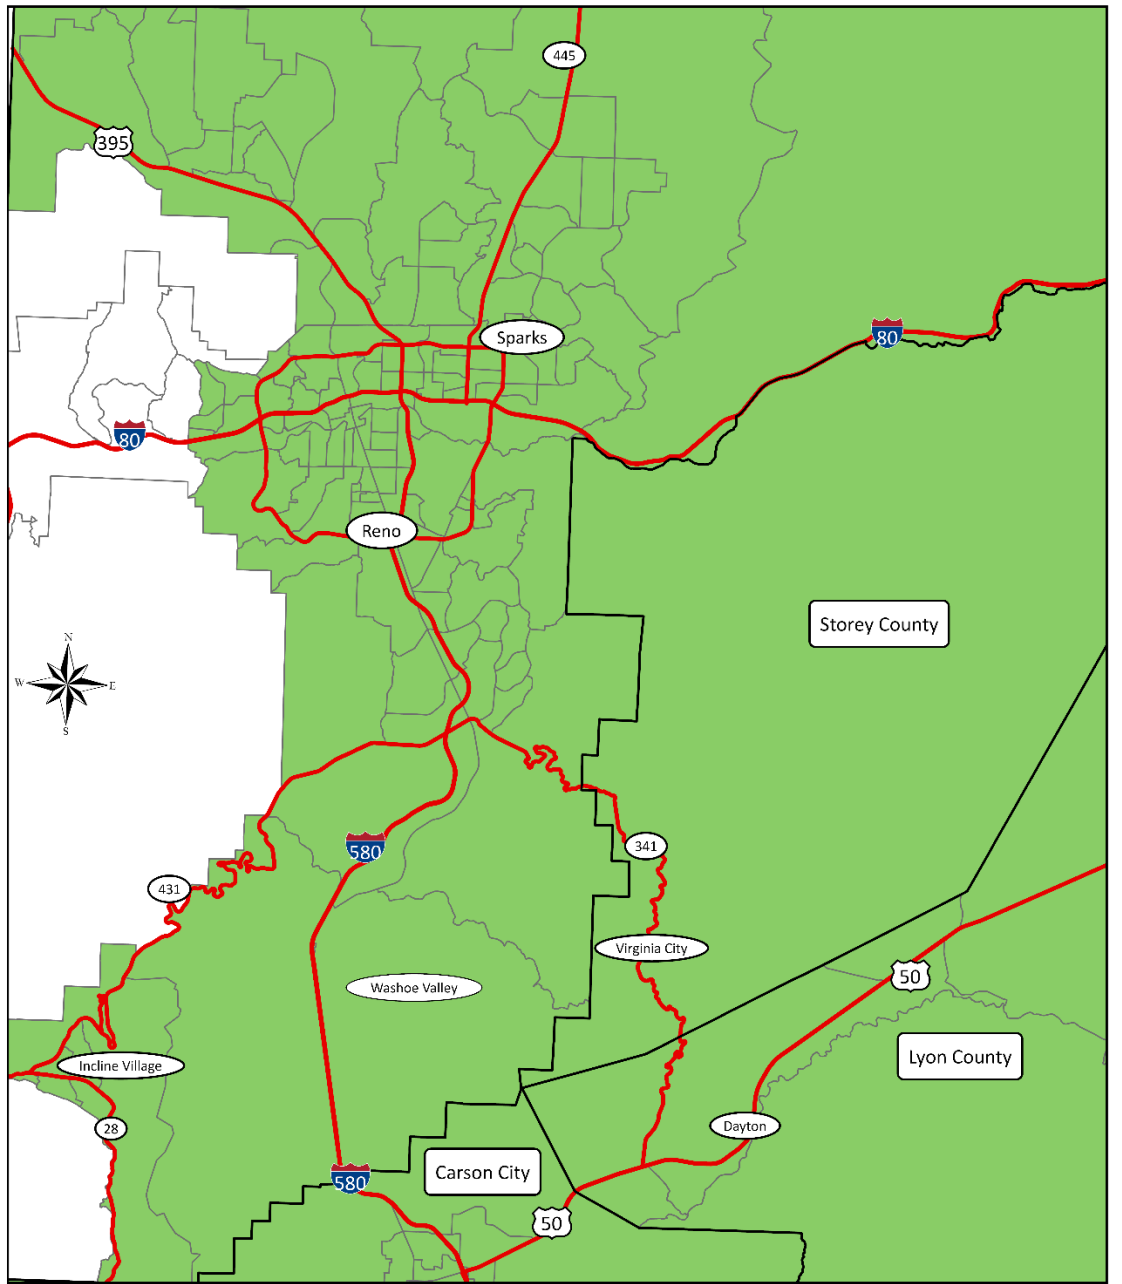 445
395
Sparks
80
80
Reno
Storey County
N
W
E
S
580
341
431
Virginia City
50
Washoe Valley
Lyon County
Incline Village
28
Dayton
Carson City
580
50